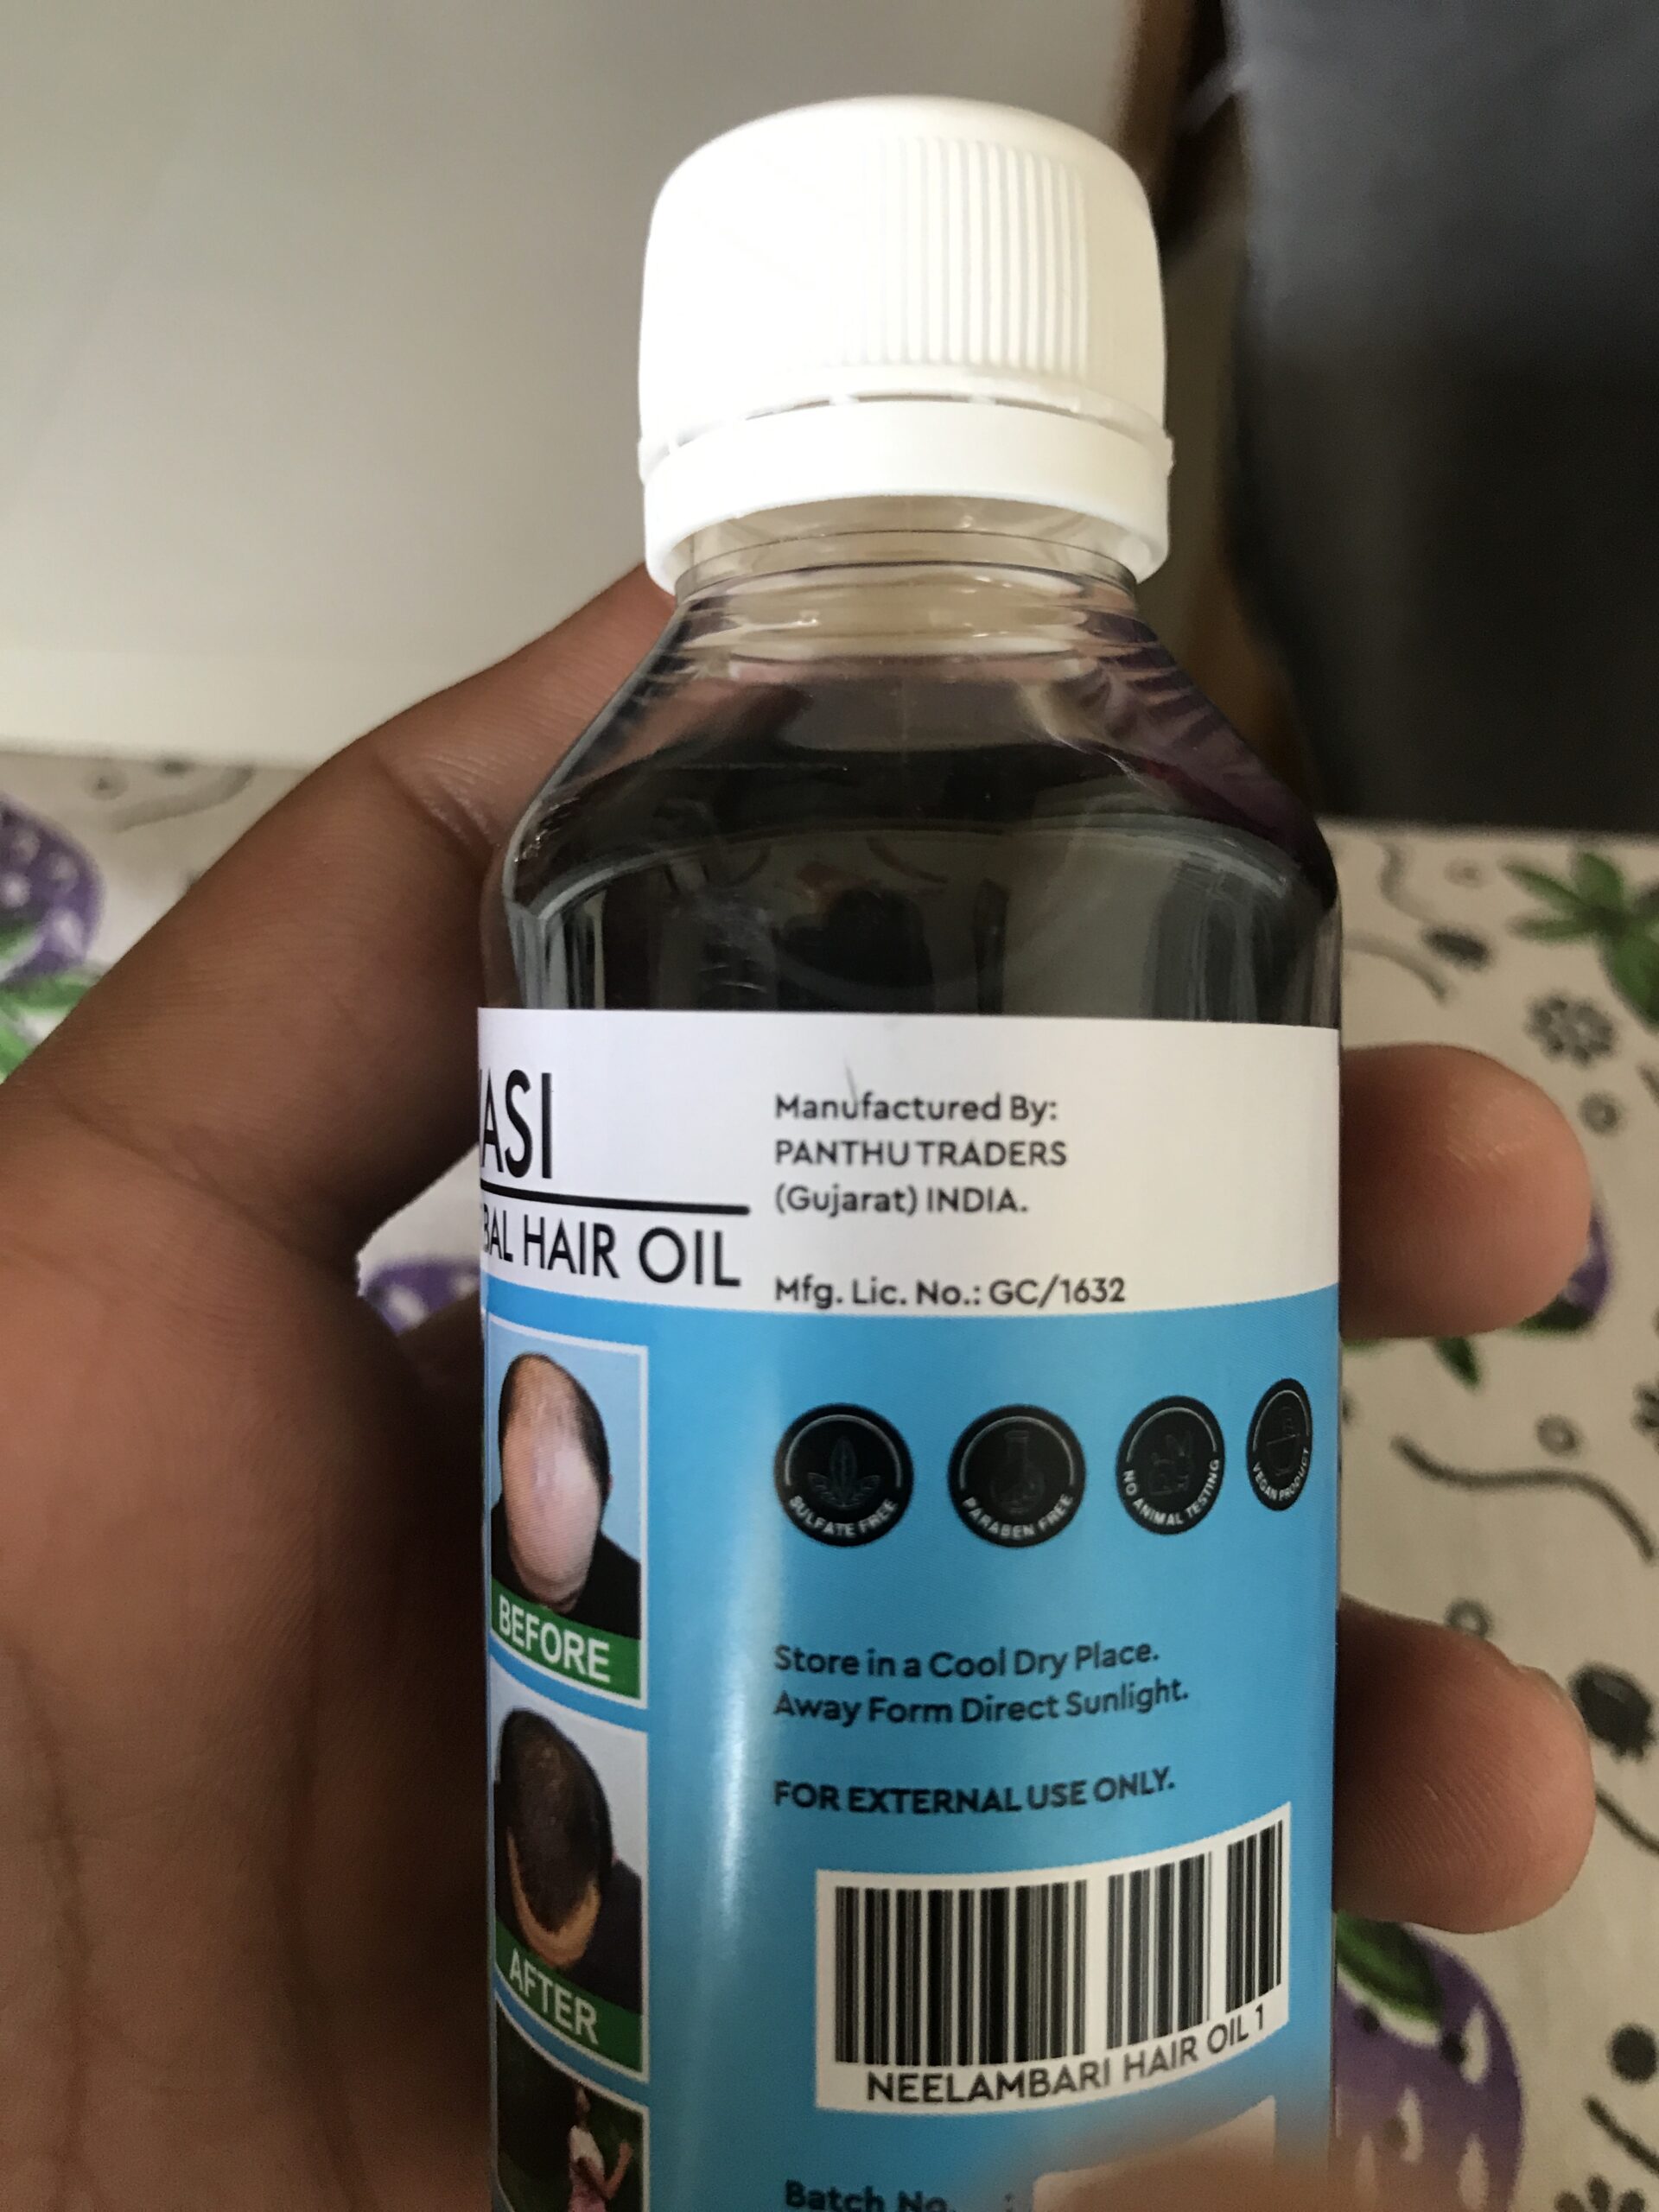 ASI
BAL HAIR OIL
BEFORE
AFTER
Manufactured By:
PANTHU TRADERS
(Gujarat) INDIA.
Mfg. Lic. No.: GC/1632
SULFATE FREE
PARABEN FREE
NO ANIMAL TESTING
VEGAN PRODUCT
Store in a Cool Dry Place.
Away Form Direct Sunlight.
FOR EXTERNAL USE ONLY.
NEELAMBARI HAIR OIL 1
Batch No. :